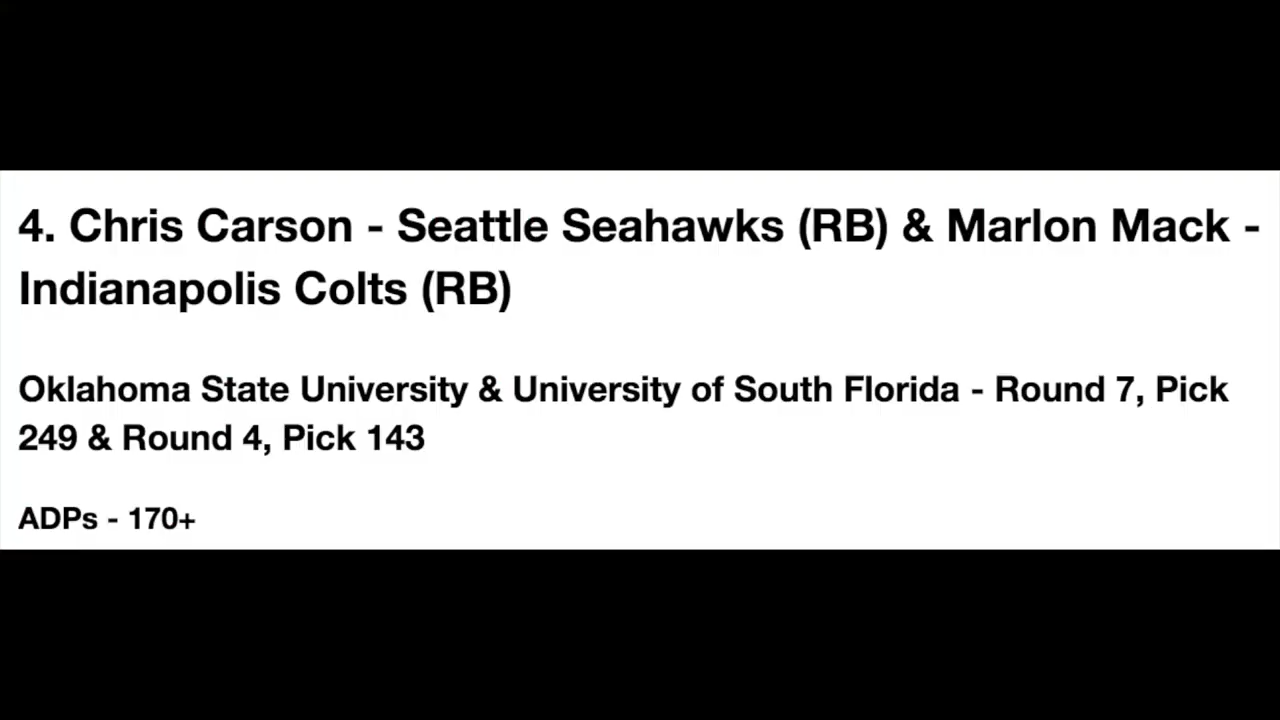 4. Chris Carson - Seattle Seahawks (RB) & Marlon Mack -
Indianapolis Colts (RB)
Oklahoma State University & University of South Florida - Round 7, Pick
249 & Round 4, Pick 143
ADPs - 170+